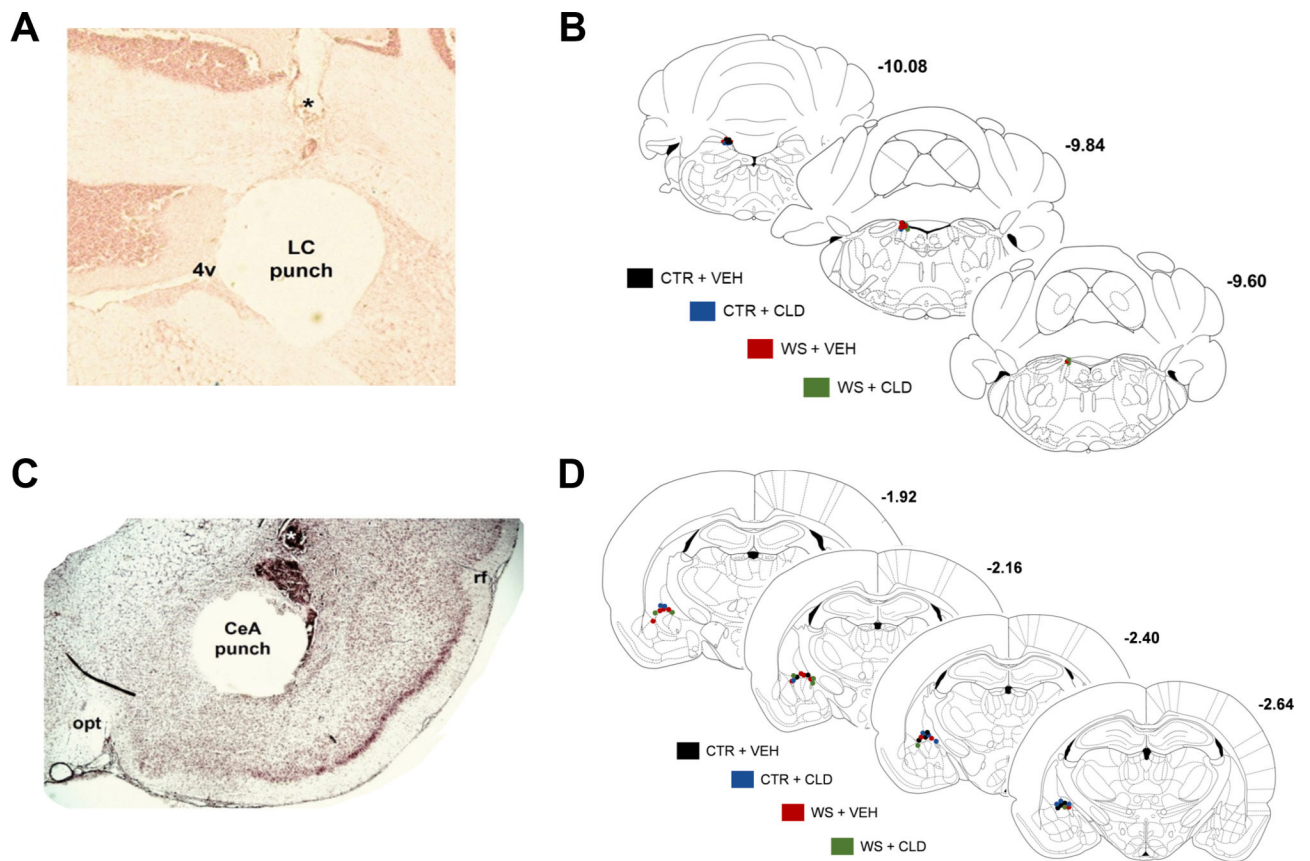 A
*
LC
punch
4v
B
-10.08
-9.84
-9.60
CTR + VEH
CTR + CLD
WS + VEH
WS + CLD
C
*
rf
CeA
punch
opt
D
-1.92
-2.16
-2.40
-2.64
CTR + VEH
CTR + CLD
WS + VEH
WS + CLD